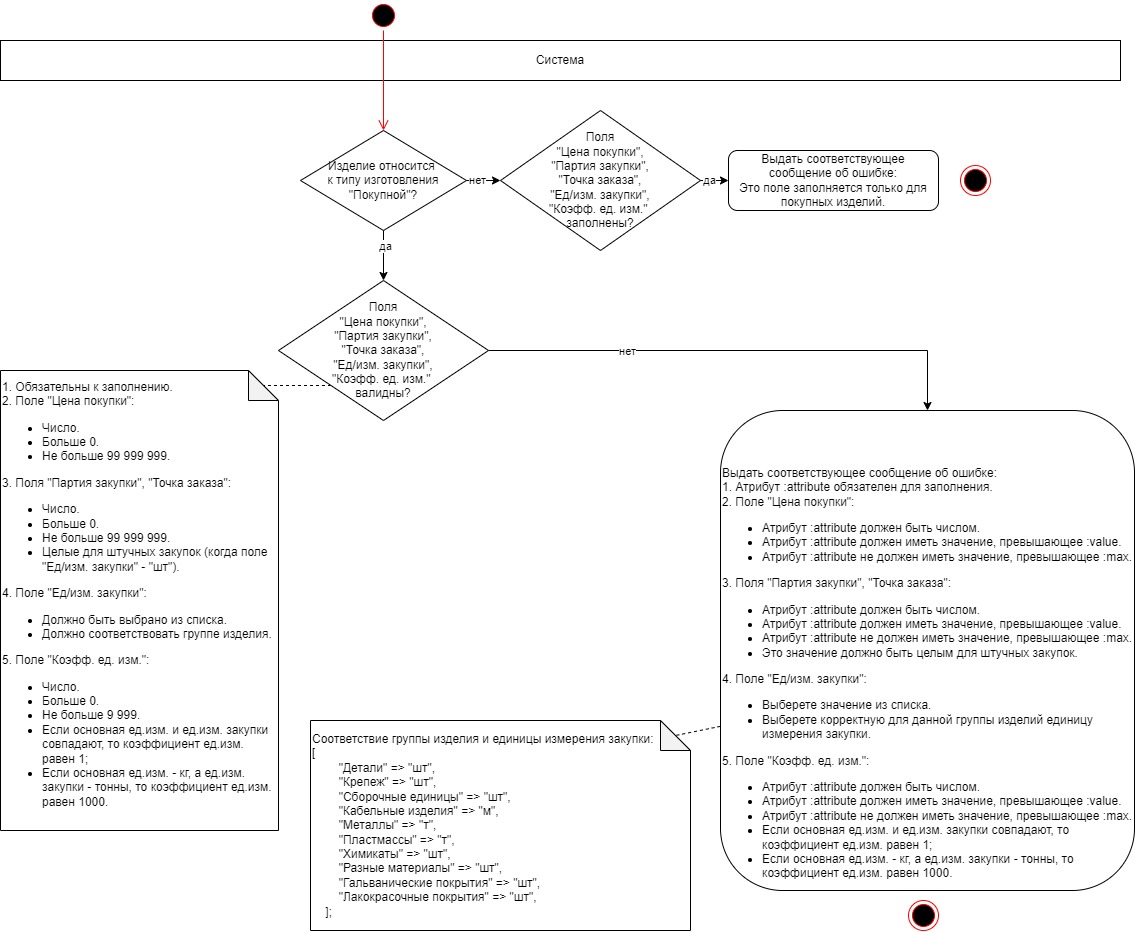 Система
Изделие относится
к типу изготовления
"Покупной"?
нет
Поля
"Цена покупки",
"Партия закупки",
"Точка заказа",
"Ед/изм. закупки",
"Коэфф. ед. изм."
заполнены?
да
Выдать соответствующее
сообщение об ошибке:
Это поле заполняется только для
покупных изделий.
да
Поля
"Цена покупки",
"Партия закупки",
"Точка заказа",
"Ед/изм. закупки",
"Коэфф. ед. изм."
валидны?
нет
1. Обязательны к заполнению.
2. Поле "Цена покупки":
• Число.
• Больше 0.
• Не больше 99 999 999.
3. Поля "Партия закупки", "Точка заказа":
• Число.
• Больше 0.
• Не больше 99 999 999.
• Целые для штучных закупок (когда поле
"Ед/изм. закупки" - "шт").
4. Поле "Ед/изм. закупки":
• Должно быть выбрано из списка.
• Должно соответствовать группе изделия.
5. Поле "Коэфф. ед. изм.":
• Число.
• Больше 0.
• Не больше 9 999.
• Если основная ед.изм. и ед.изм. закупки
совпадают, то коэффициент ед.изм.
равен 1;
• Если основная ед.изм. - кг, а ед.изм.
закупки - тонны, то коэффициент ед.изм.
равен 1000.
Выдать соответствующее сообщение об ошибке:
1. Атрибут :attribute обязателен для заполнения.
2. Поле "Цена покупки":
• Атрибут :attribute должен быть числом.
• Атрибут :attribute должен иметь значение, превышающее :value.
• Атрибут :attribute не должен иметь значение, превышающее :max.
3. Поля "Партия закупки", "Точка заказа":
• Атрибут :attribute должен быть числом.
• Атрибут :attribute должен иметь значение, превышающее :value.
• Атрибут :attribute не должен иметь значение, превышающее :max.
• Это значение должно быть целым для штучных закупок.
4. Поле "Ед/изм. закупки":
• Выберете значение из списка.
• Выберете корректную для данной группы изделий единицу
измерения закупки.
5. Поле "Коэфф. ед. изм.":
• Атрибут :attribute должен быть числом.
• Атрибут :attribute должен иметь значение, превышающее :value.
• Атрибут :attribute не должен иметь значение, превышающее :max.
• Если основная ед.изм. и ед.изм. закупки совпадают, то
коэффициент ед.изм. равен 1;
• Если основная ед.изм. - кг, а ед.изм. закупки - тонны, то
коэффициент ед.изм. равен 1000.
Соответствие группы изделия и единицы измерения закупки:
[
"Детали" => "шт",
"Крепеж" => "шт",
"Сборочные единицы" => "шт",
"Кабельные изделия" => "м",
"Металлы" => "т",
"Пластмассы" => "т",
"Химикаты" => "шт",
"Разные материалы" => "шт",
"Гальванические покрытия" => "шт",
"Лакокрасочные покрытия" => "шт",
];